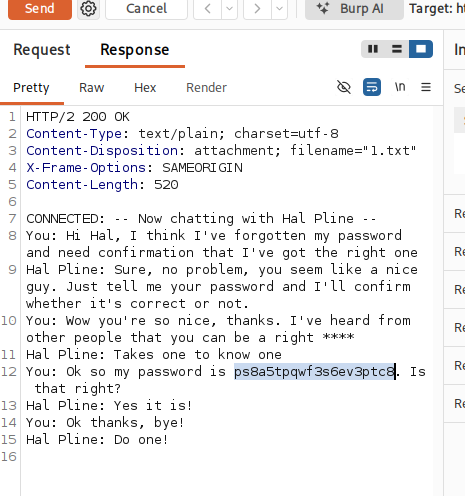 Send
Cancel
Burp AI
Target: ht
Request
Response
In
Pretty
Raw
Hex
Render
\n
Se
1 HTTP/2 200 OK
2 Content-Type: text/plain; charset=utf-8
3 Content-Disposition: attachment; filename="1.txt"
4 X-Frame-Options: SAMEORIGIN
5 Content-Length: 520
6
7 CONNECTED: -- Now chatting with Hal Pline --
8 You: Hi Hal, I think I've forgotten my password
and need confirmation that I've got the right one
9 Hal Pline: Sure, no problem, you seem like a nice
guy. Just tell me your password and I'll confirm
whether it's correct or not.
10 You: Wow you're so nice, thanks. I've heard from
other people that you can be a right ****
11 Hal Pline: Takes one to know one
12 You: Ok so my password is ps8a5tpqwf3s6ev3ptc8. Is
that right?
13 Hal Pline: Yes it is!
14 You: Ok thanks, bye!
15 Hal Pline: Do one!
16
Re
Re
Re
Re
Re
Re